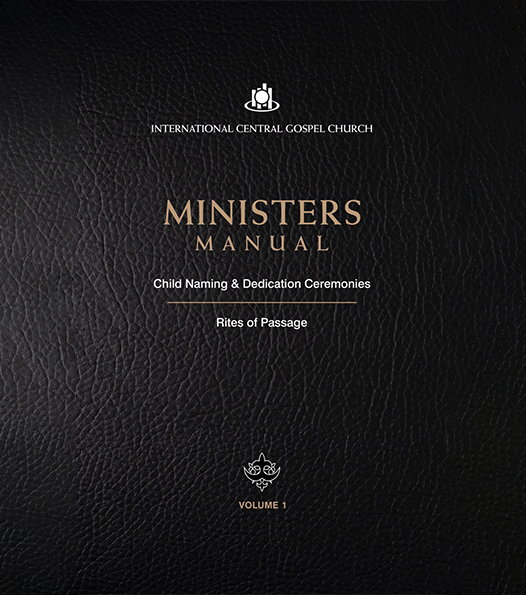 INTERNATIONAL CENTRAL GOSPEL CHURCH
MINISTERS
MANUAL
Child Naming & Dedication Ceremonies
Rites of Passage
VOLUME 1